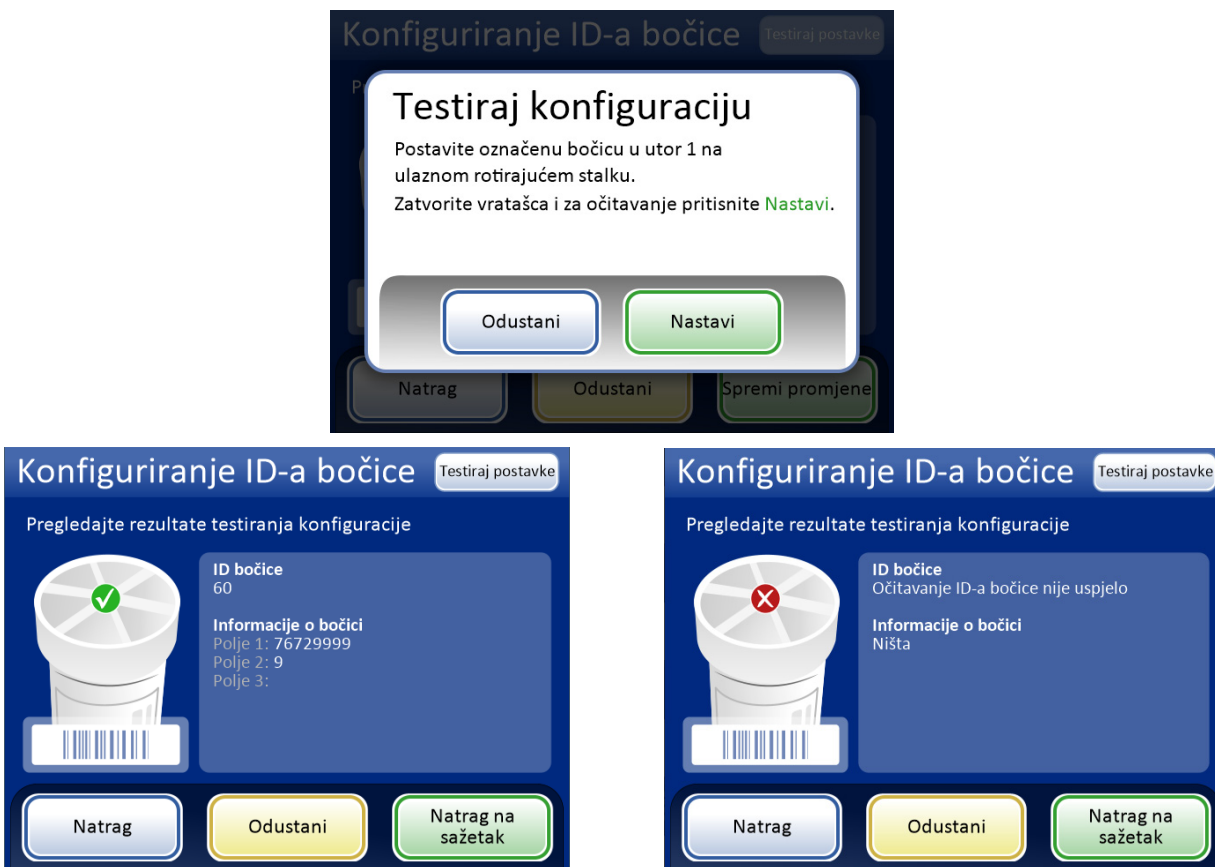 Konfiguriranje ID-a bočice
Testiraj postavke
Testiraj konfiguraciju
Postavite označenu bočicu u utor 1 na
ulaznom rotirajućem stalku.
Zatvorite vratašca i za očitavanje pritisnite Nastavi.
Odustani
Nastavi
Natrag
Odustani
Spremi promjene
Konfiguriranje ID-a bočice
Testiraj postavke
Pregledajte rezultate testiranja konfiguracije
ID bočice
60
Informacije o bočici
Polje 1: 76729999
Polje 2: 9
Polje 3:
Natrag
Odustani
Natrag na
sažetak
Konfiguriranje ID-a bočice
Testiraj postavke
Pregledajte rezultate testiranja konfiguracije
ID bočice
Očitavanje ID-a bočice nije uspjelo
Informacije o bočici
Ništa
Natrag
Odustani
Natrag na
sažetak